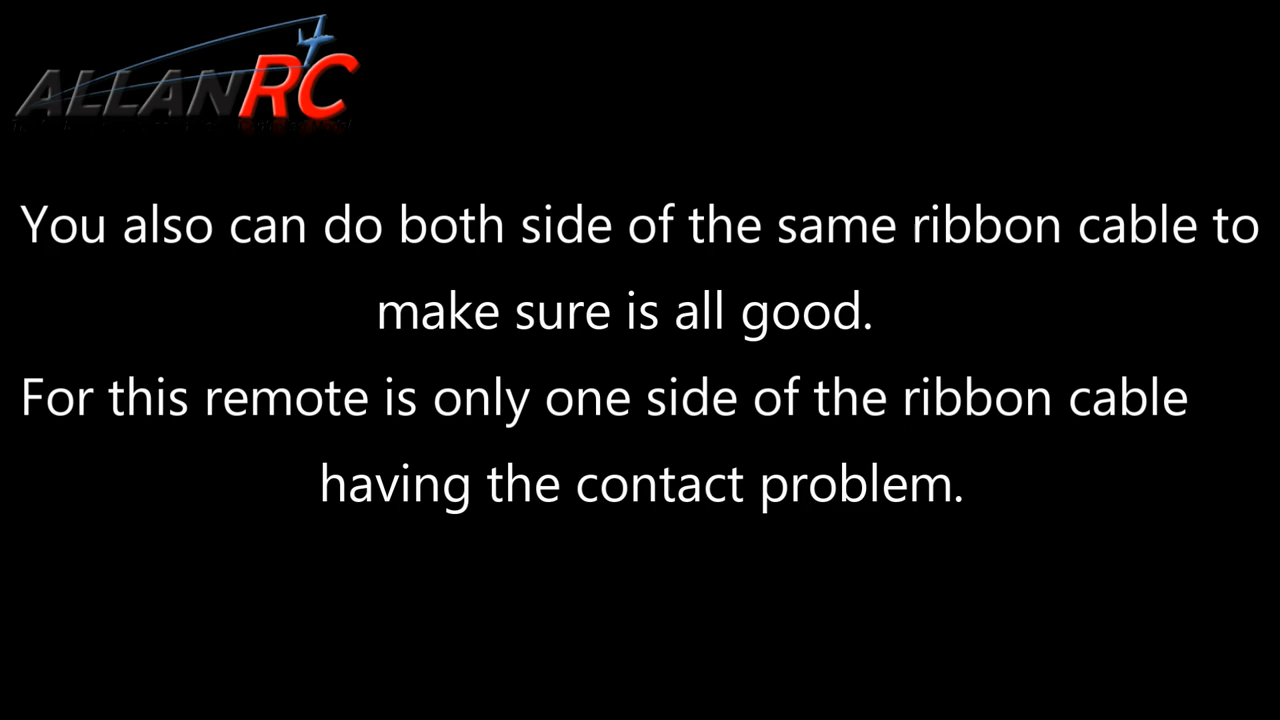 ALLANRC
You also can do both side of the same ribbon cable to
make sure is all good.
For this remote is only one side of the ribbon cable
having the contact problem.